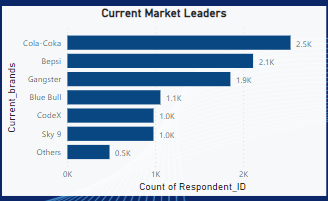 Current Market Leaders
Current_brands
Cola-Coka 2.5K
Bepsi 2.1K
Gangster 1.9K
Blue Bull 1.1K
CodeX 1.0K
Sky 9 1.0K
Others 0.5K
0K 1K 2K
Count of Respondent_ID